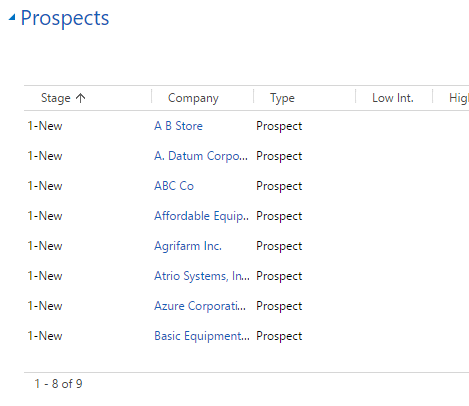 Prospects
Stage Company Type Low Int. High
1-New A B Store Prospect
1-New A. Datum Corpo... Prospect
1-New ABC Co Prospect
1-New Affordable Equip... Prospect
1-New Agrifarm Inc. Prospect
1-New Atrio Systems, In... Prospect
1-New Azure Corporati... Prospect
1-New Basic Equipment... Prospect
1 - 8 of 9